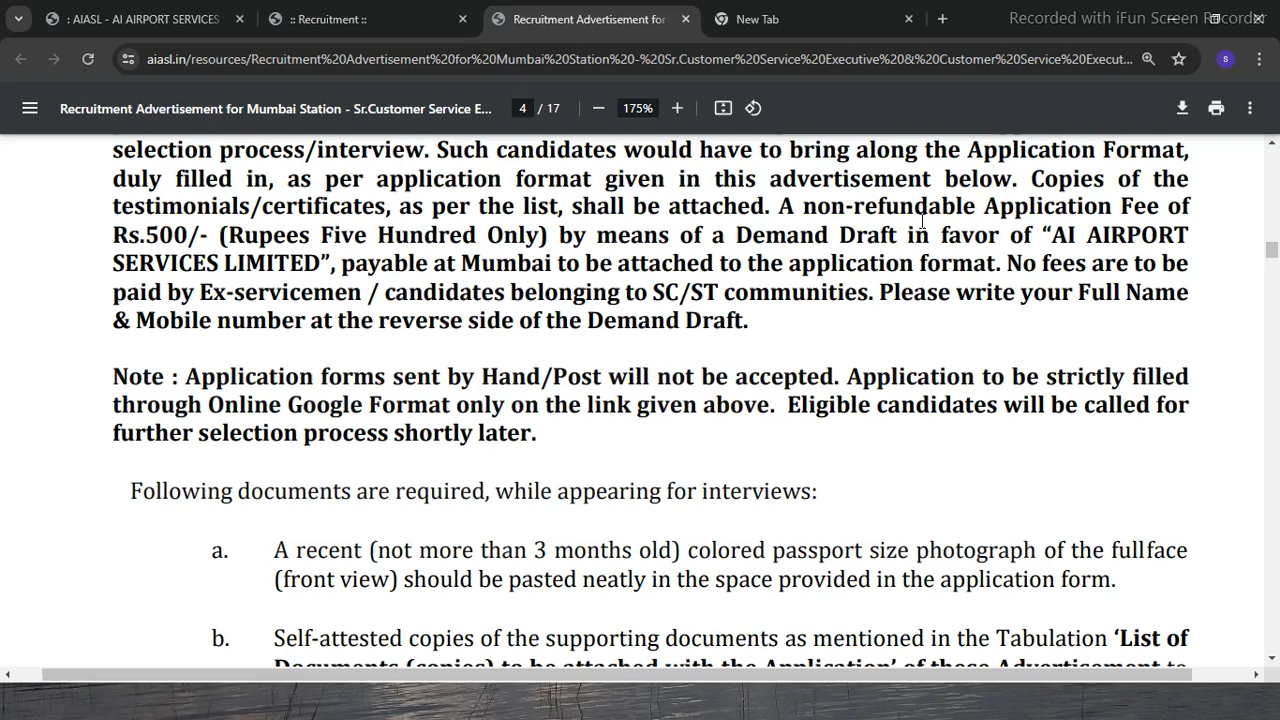 : AIASL - AI AIRPORT SERVICES
:: Recruitment ::
Recruitment Advertisement for
New Tab
Recorded with iFun Screen Recorder
aiasl.in/resources/Recruitment%20Advertisement%20for%20Mumbai%20Station%20-%20Sr.Customer%20Service%20Executive%20&%20Customer%20Service%20Execut...
S
Recruitment Advertisement for Mumbai Station - Sr.Customer Service E...
4 / 17
175%
selection process/interview. Such candidates would have to bring along the Application Format,
duly filled in, as per application format given in this advertisement below. Copies of the
testimonials/certificates, as per the list, shall be attached. A non-refundable Application Fee of
Rs.500/- (Rupees Five Hundred Only) by means of a Demand Draft in favor of “AI AIRPORT
SERVICES LIMITED”, payable at Mumbai to be attached to the application format. No fees are to be
paid by Ex-servicemen / candidates belonging to SC/ST communities. Please write your Full Name
& Mobile number at the reverse side of the Demand Draft.
Note : Application forms sent by Hand/Post will not be accepted. Application to be strictly filled
through Online Google Format only on the link given above. Eligible candidates will be called for
further selection process shortly later.
Following documents are required, while appearing for interviews:
a. A recent (not more than 3 months old) colored passport size photograph of the fullface
(front view) should be pasted neatly in the space provided in the application form.
b. Self-attested copies of the supporting documents as mentioned in the Tabulation ‘List of
Documents (copies) to be attached with the Application’ of these Advertisement to